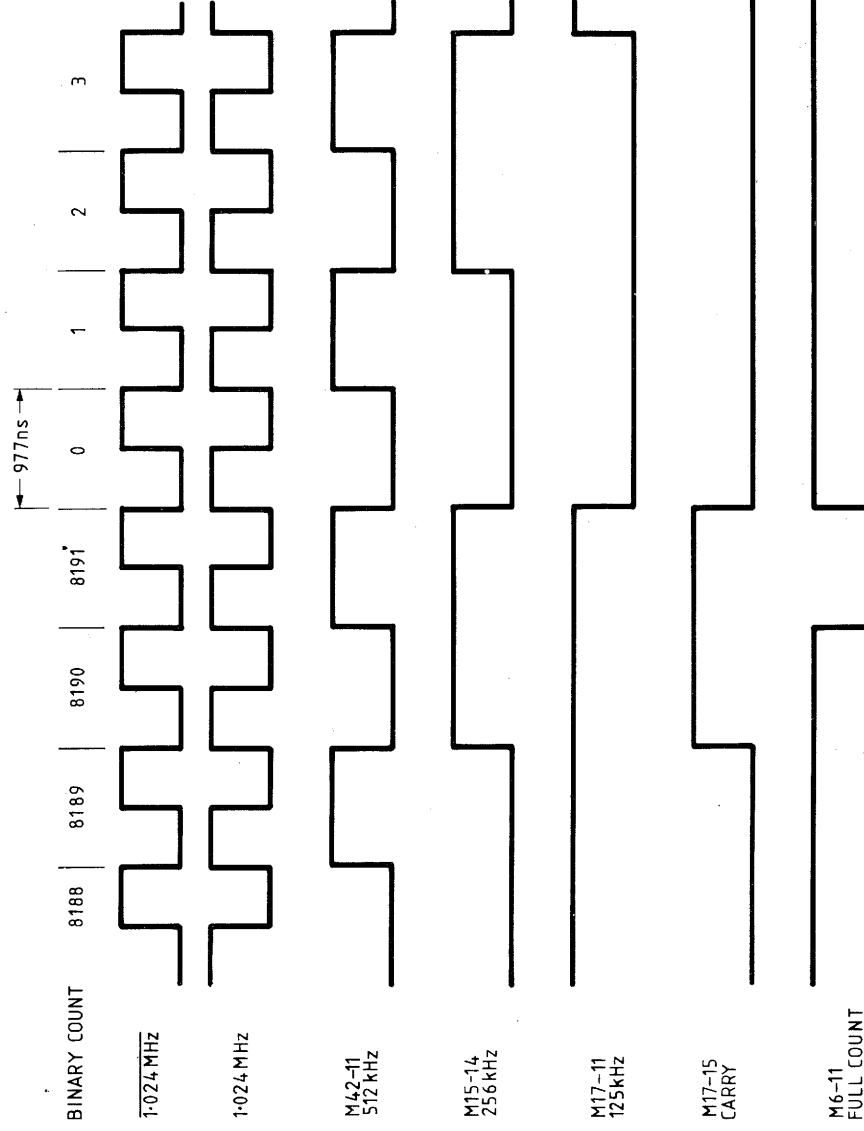 BINARY COUNT 8188 8189 8190 8191 0 1 2 3
977ns
1·024 MHz
1·024 MHz
M42-11
512 kHz
M15-14
256 kHz
M17-11
125kHz
M17-15
CARRY
M6-11
FULL COUNT